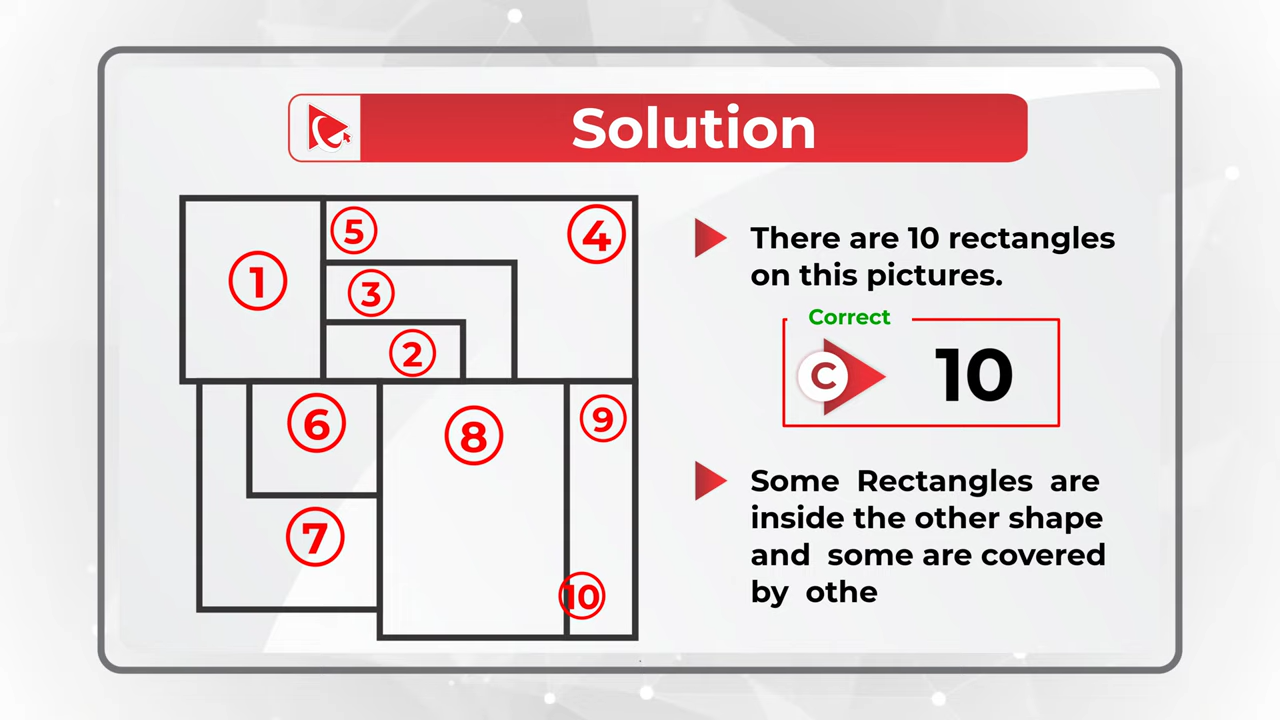 Solution
1
5
4
3
2
6
8
9
7
10
There are 10 rectangles
on this pictures.
Correct
C
10
Some Rectangles are
inside the other shape
and some are covered
by othe